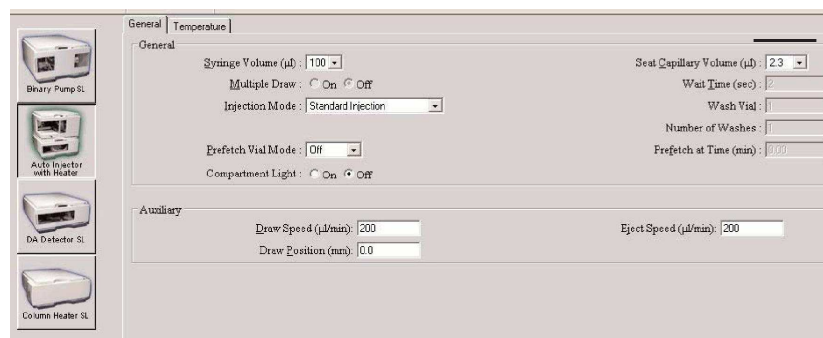 General Temperature
General
Syringe Volume (µl) : 100 Seat Capillary Volume (µl) : 2.3
Binary Pump SL Multiple Draw : On Off Wait Time (sec) : 2
Injection Mode : Standard Injection Wash Vial : 1
Number of Washes : 1
Prefetch Vial Mode : Off Prefetch at Time (min) : 0.00
Auto Injector
with Heater Compartment Light : On Off
Auxiliary
Draw Speed (µl/min): 200 Eject Speed (µl/min): 200
DA Detector SL
Draw Position (mm): 0.0
Column Heater SL